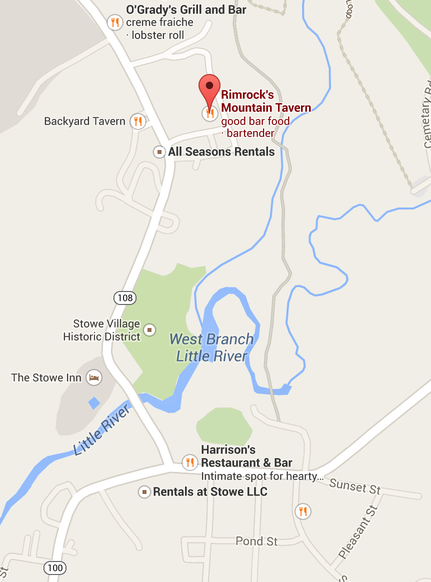 O'Grady's Grill and Bar
creme fraiche
· lobster roll
Rimrock's
Mountain Tavern
good bar food
· bartender
Backyard Tavern
All Seasons Rentals
Cemetary Rd
108
Stowe Village
Historic District
West Branch
Little River
The Stowe Inn
Little River
Harrison's
Restaurant & Bar
Intimate spot for hearty...
Sunset St
Rentals at Stowe LLC
Pleasant St
Pond St
100
St